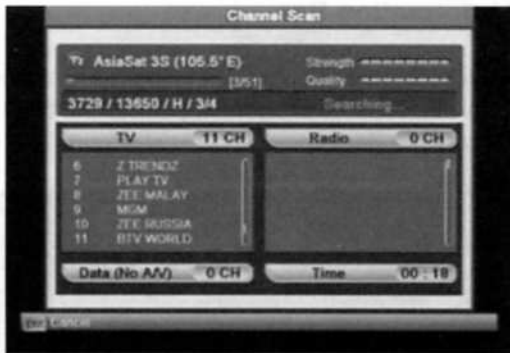 Channel Scan
AsiaSat 3S (105.5°E)
[3/51]
Strength
Quality
3729 / 13650 / H / 3/4
Searching...
TV 11 CH
6 Z TRENDZ
7 PLAY TV
8 ZEE MALAY
9 MGM
10 ZEE RUSSIA
11 BTV WORLD
Radio 0 CH
Data (No A/V) 0 CH
Time 00 : 18
Cancel